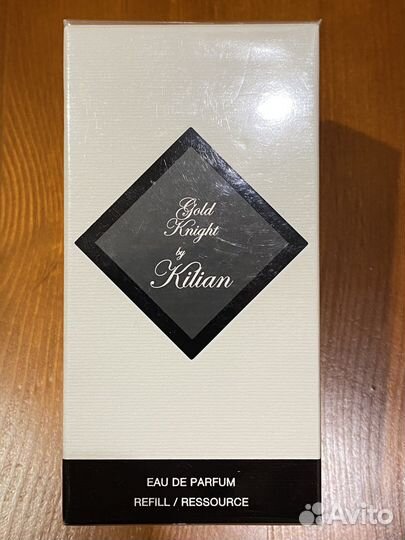 Gold
Knight
by
Kilian
EAU DE PARFUM
REFILL / RESSOURCE
Avito